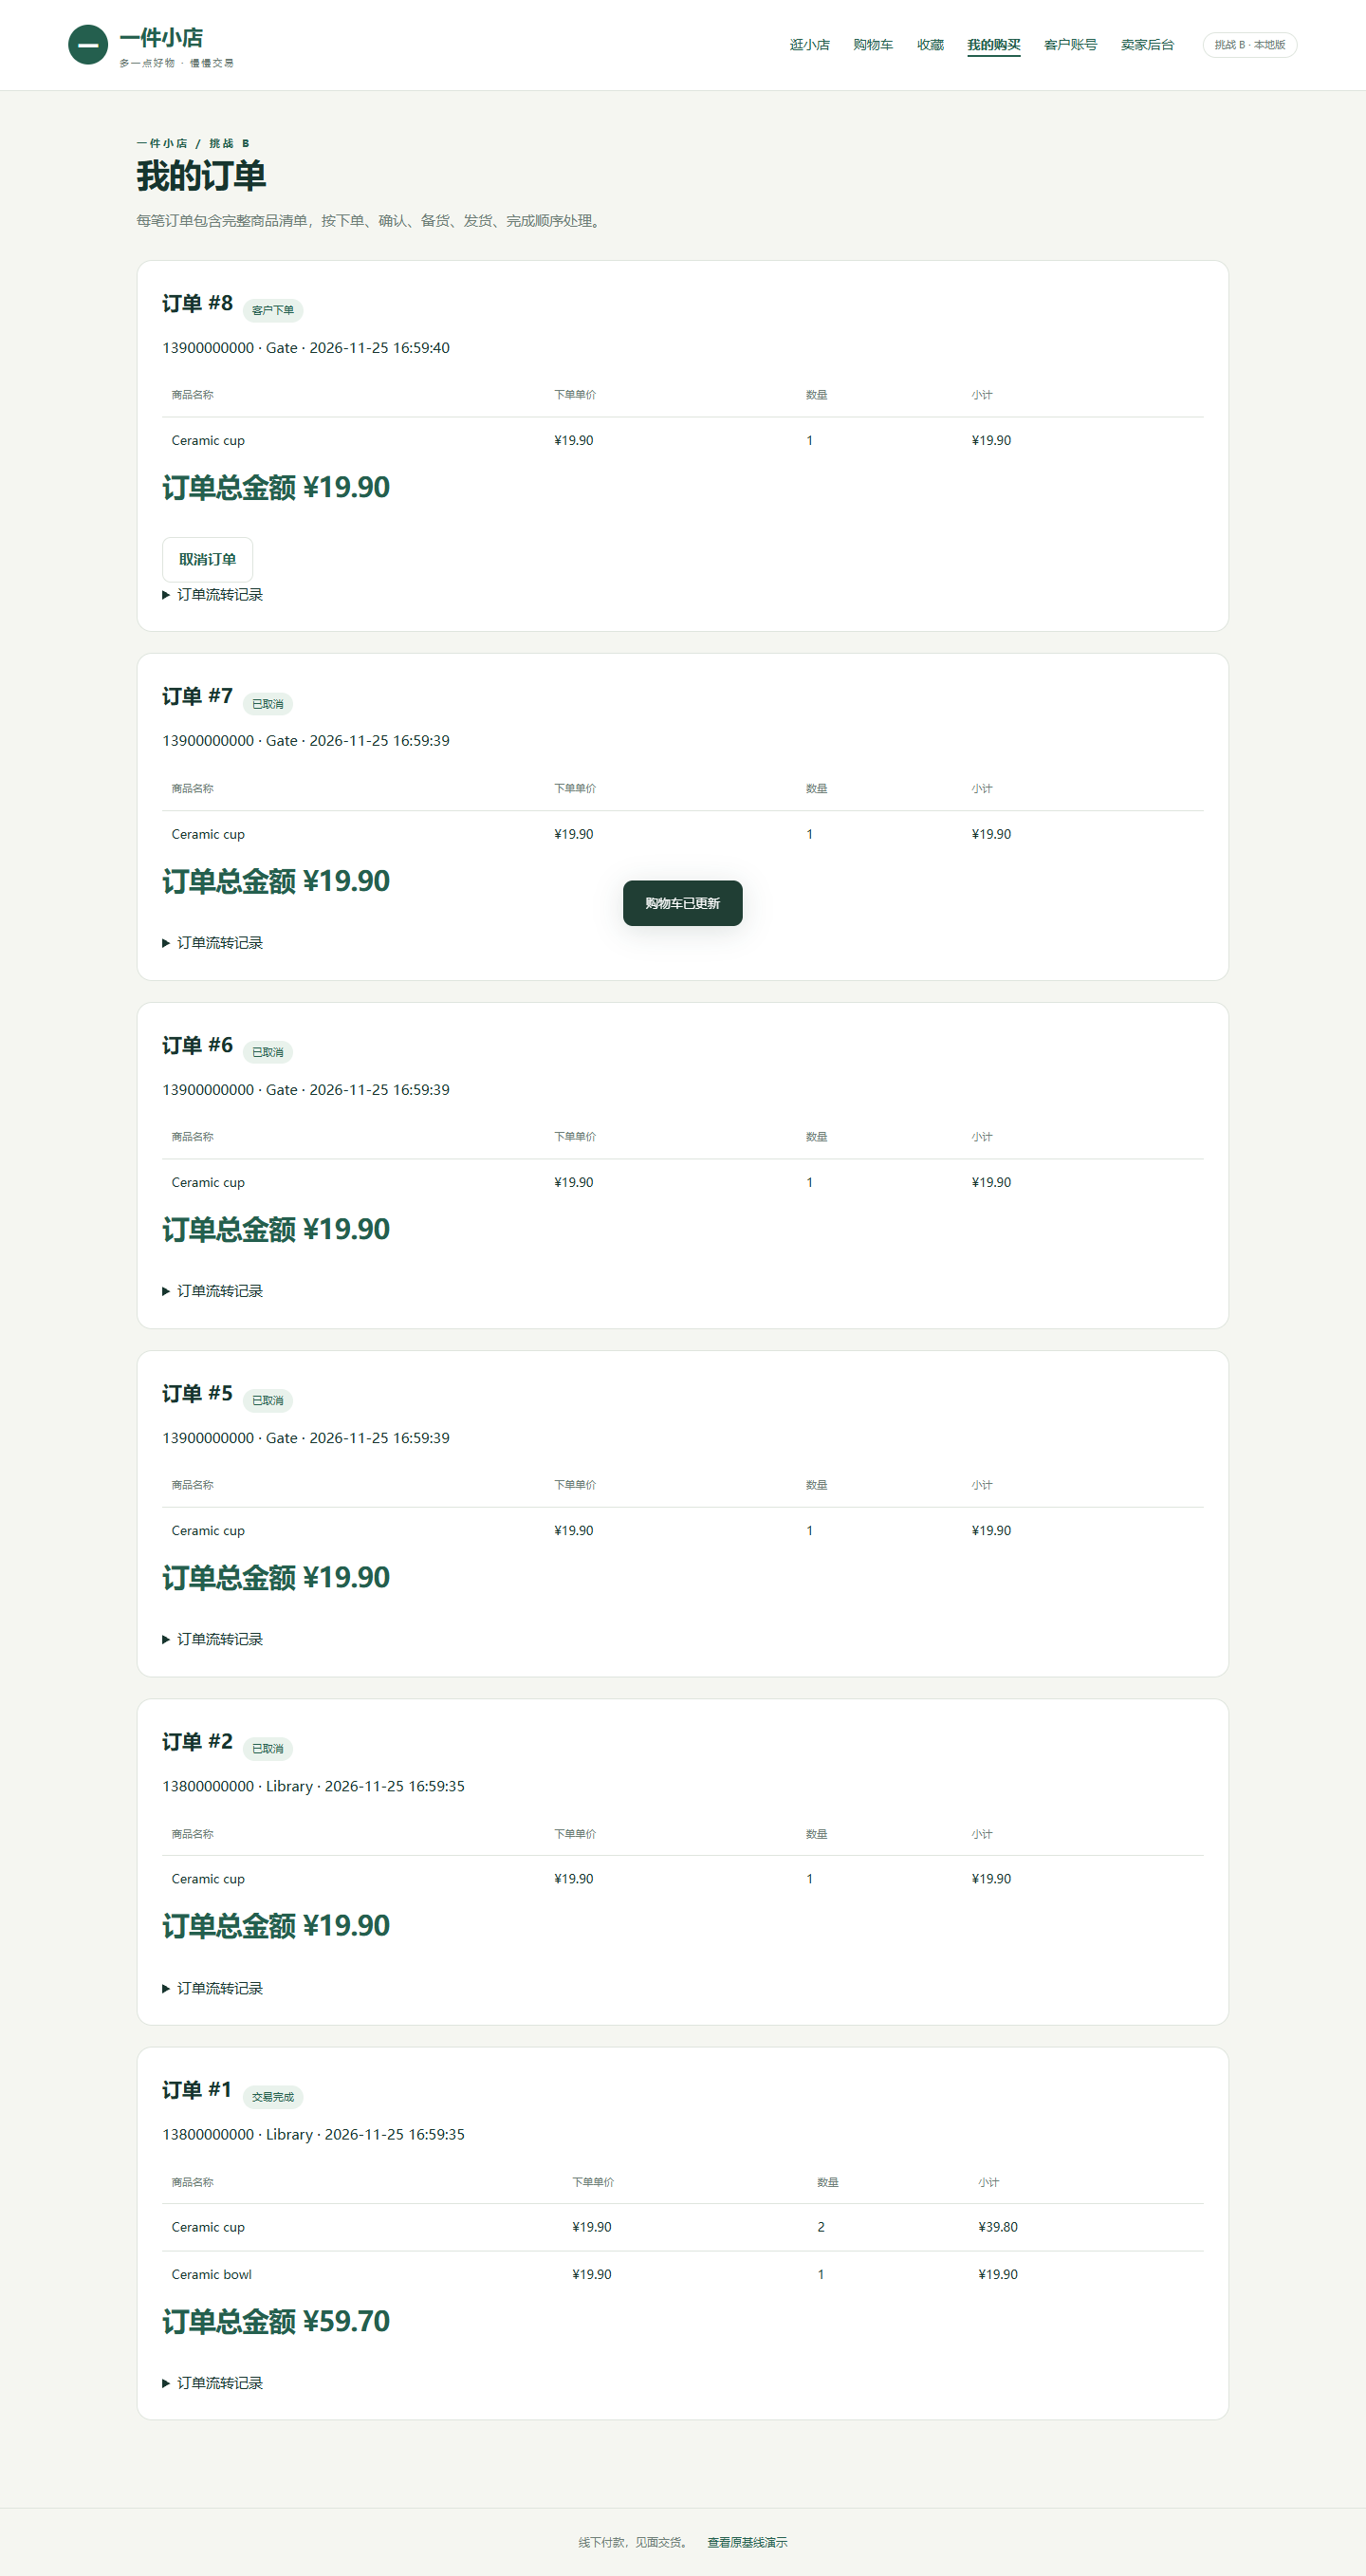 一件小店
多一点好物 · 慢慢交易
逛小店 购物车 收藏 我的购买 客户账号 卖家后台 挑战 B · 本地版
一件小店 / 挑战 B
我的订单
每笔订单包含完整商品清单，按下单、确认、备货、发货、完成顺序处理。
订单 #8 客户下单
13900000000 · Gate · 2026-11-25 16:59:40
商品名称 下单单价 数量 小计
Ceramic cup ¥19.90 1 ¥19.90
订单总金额 ¥19.90
取消订单
▶ 订单流转记录
订单 #7 已取消
13900000000 · Gate · 2026-11-25 16:59:39
商品名称 下单单价 数量 小计
Ceramic cup ¥19.90 1 ¥19.90
订单总金额 ¥19.90
购物车已更新
▶ 订单流转记录
订单 #6 已取消
13900000000 · Gate · 2026-11-25 16:59:39
商品名称 下单单价 数量 小计
Ceramic cup ¥19.90 1 ¥19.90
订单总金额 ¥19.90
▶ 订单流转记录
订单 #5 已取消
13900000000 · Gate · 2026-11-25 16:59:39
商品名称 下单单价 数量 小计
Ceramic cup ¥19.90 1 ¥19.90
订单总金额 ¥19.90
▶ 订单流转记录
订单 #2 已取消
13800000000 · Library · 2026-11-25 16:59:35
商品名称 下单单价 数量 小计
Ceramic cup ¥19.90 1 ¥19.90
订单总金额 ¥19.90
▶ 订单流转记录
订单 #1 交易完成
13800000000 · Library · 2026-11-25 16:59:35
商品名称 下单单价 数量 小计
Ceramic cup ¥19.90 2 ¥39.80
Ceramic bowl ¥19.90 1 ¥19.90
订单总金额 ¥59.70
▶ 订单流转记录
线下付款，见面交货。 查看原基线演示